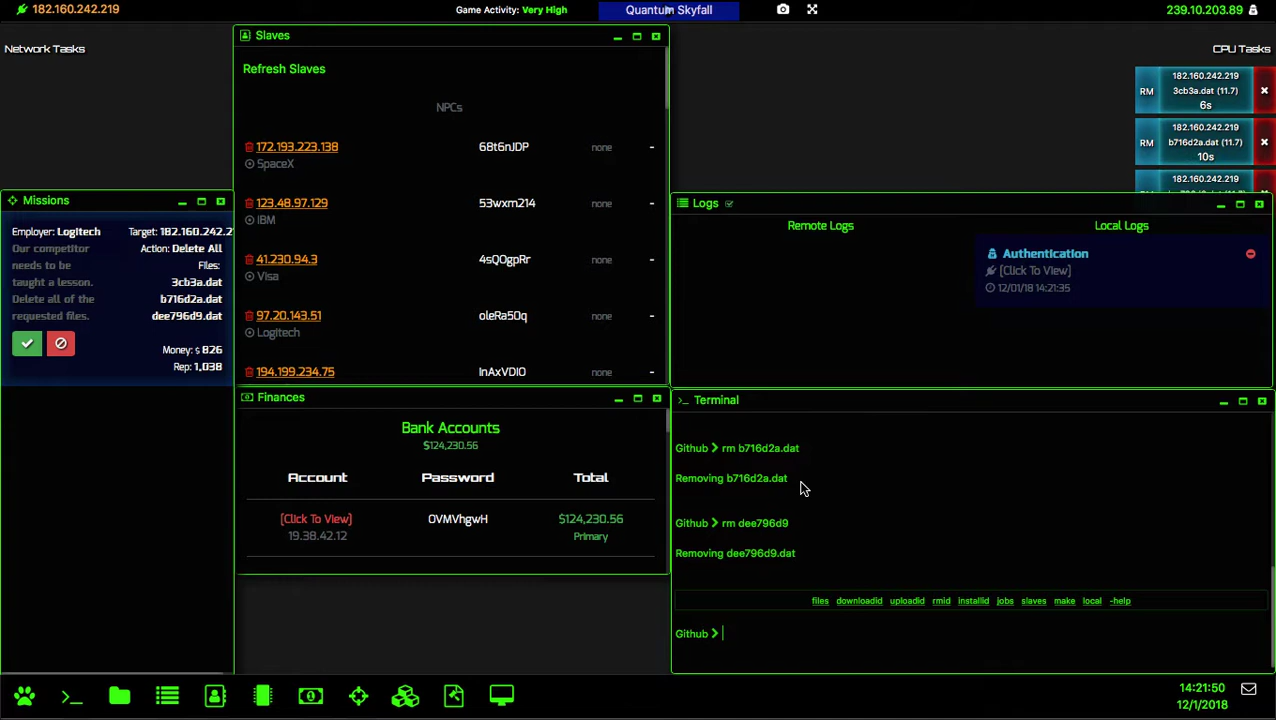 182.160.242.219
Game Activity: Very High
Quantum Skyfall
239.10.203.89
Network Tasks
Slaves
Refresh Slaves
NPCs
172.193.223.138 68t6nJDP none -
SpaceX
123.48.97.129 53wxm214 none -
IBM
41.230.94.3 4sQOgpRr none -
Visa
97.20.143.51 oleRa50q none -
Logitech
194.199.234.75 InAxVDIO none -
CPU Tasks
182.160.242.219
RM 3cb3a.dat (11.7)
6s
182.160.242.219
RM b716d2a.dat (11.7)
10s
182.160.242.219
Missions
Employer: Logitech
Our competitor
needs to be
taught a lesson.
Delete all of the
requested files.
Target: 182.160.242.2
Action: Delete All
Files:
3cb3a.dat
b716d2a.dat
dee796d9.dat
Money: $ 826
Rep: 1,038
Logs
Remote Logs
Local Logs
Authentication
[Click To View]
12/01/18 14:21:35
Finances
Bank Accounts
$124,230.56
Account Password Total
[Click To View] OVMVhgwH $124,230.56
19.38.42.12 Primary
Terminal
Github > rm b716d2a.dat
Removing b716d2a.dat
Github > rm dee796d9
Removing dee796d9.dat
files downloadid uploadid rmid installid jobs slaves make local -help
Github >
14:21:50
12/1/2018